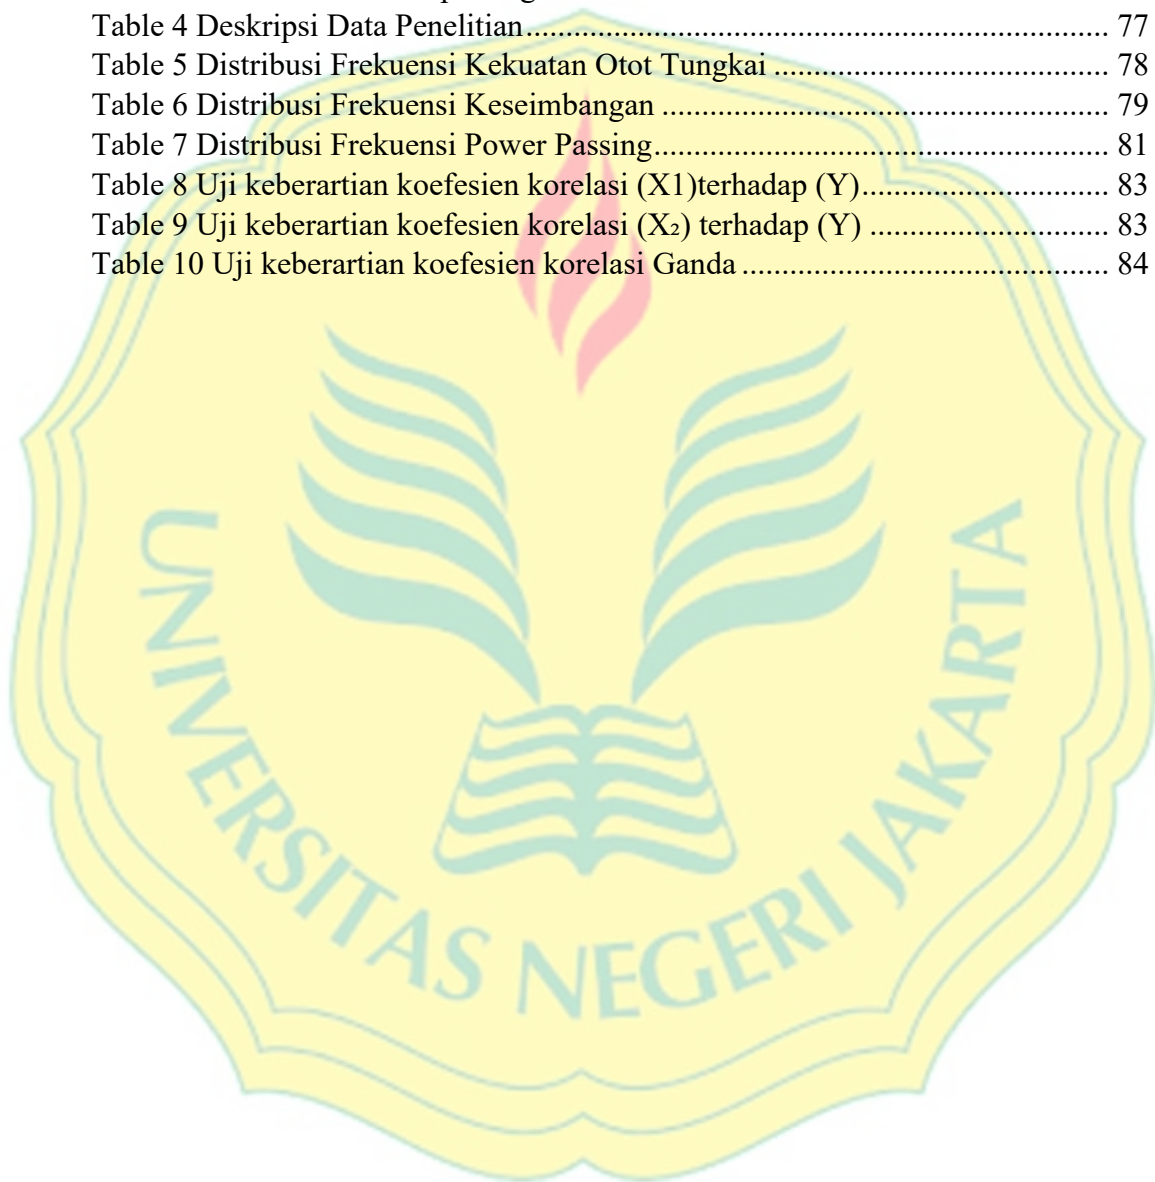 Table 4 Deskripsi Data Penelitian........................................................................ 77
Table 5 Distribusi Frekuensi Kekuatan Otot Tungkai ......................................... 78
Table 6 Distribusi Frekuensi Keseimbangan ....................................................... 79
Table 7 Distribusi Frekuensi Power Passing........................................................ 81
Table 8 Uji keberartian koefesien korelasi (X1)terhadap (Y).............................. 83
Table 9 Uji keberartian koefesien korelasi (X₂) terhadap (Y) ............................. 83
Table 10 Uji keberartian koefesien korelasi Ganda ............................................. 84
UNIVERSITAS NEGERI JAKARTA